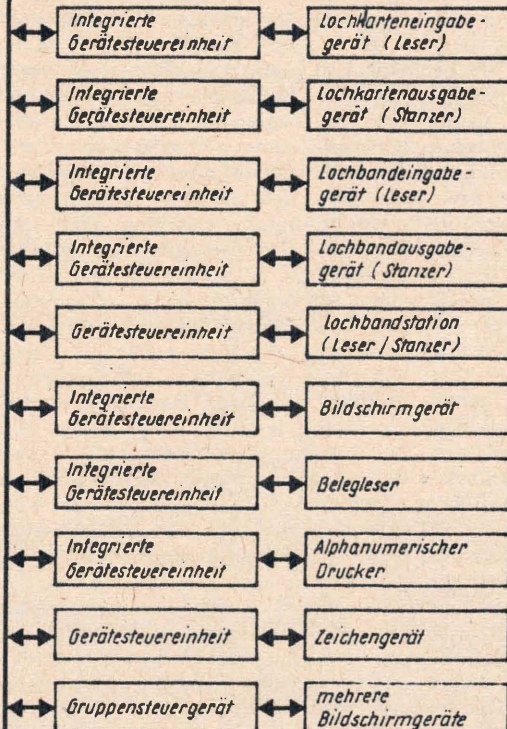 Integrierte
Gerätesteuereinheit
Lochkarteneingabe-
gerät (Leser)
Integrierte
Gerätesteuereinheit
Lochkartenausgabe-
gerät (Stanzer)
Integrierte
Gerätesteuereinheit
Lochbandeingabe-
gerät (Leser)
Integrierte
Gerätesteuereinheit
Lochbandausgabe-
gerät (Stanzer)
Gerätesteuereinheit
Lochbandstation
(Leser / Stanzer)
Integrierte
Gerätesteuereinheit
Bildschirmgerät
Integrierte
Gerätesteuereinheit
Belegleser
Integrierte
Gerätesteuereinheit
Alphanumerischer
Drucker
Gerätesteuereinheit
Zeichengerät
Gruppensteuergerät
mehrere
Bildschirmgeräte